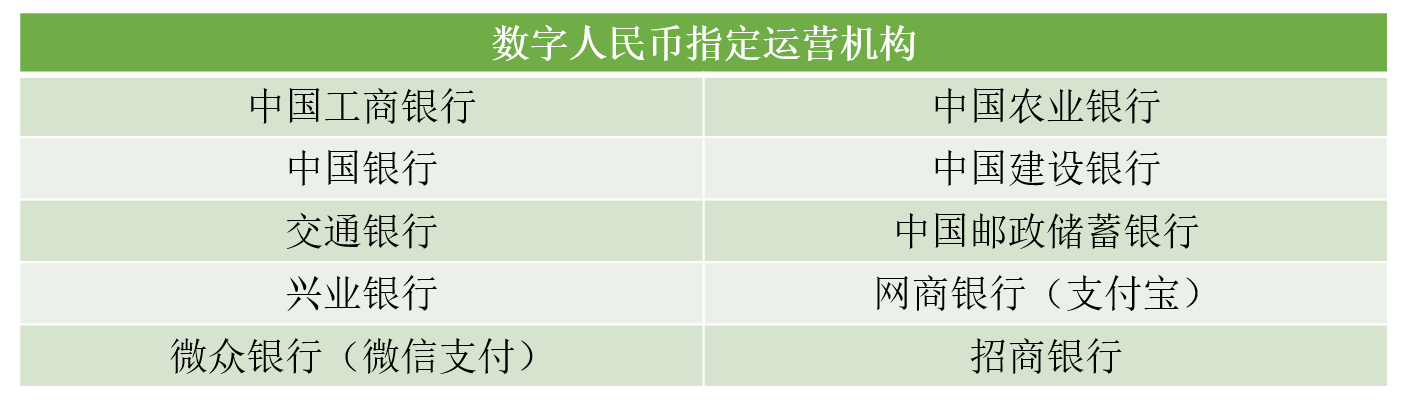 数字人民币指定运营机构
中国工商银行 中国农业银行
中国银行 中国建设银行
交通银行 中国邮政储蓄银行
兴业银行 网商银行（支付宝）
微众银行（微信支付） 招商银行